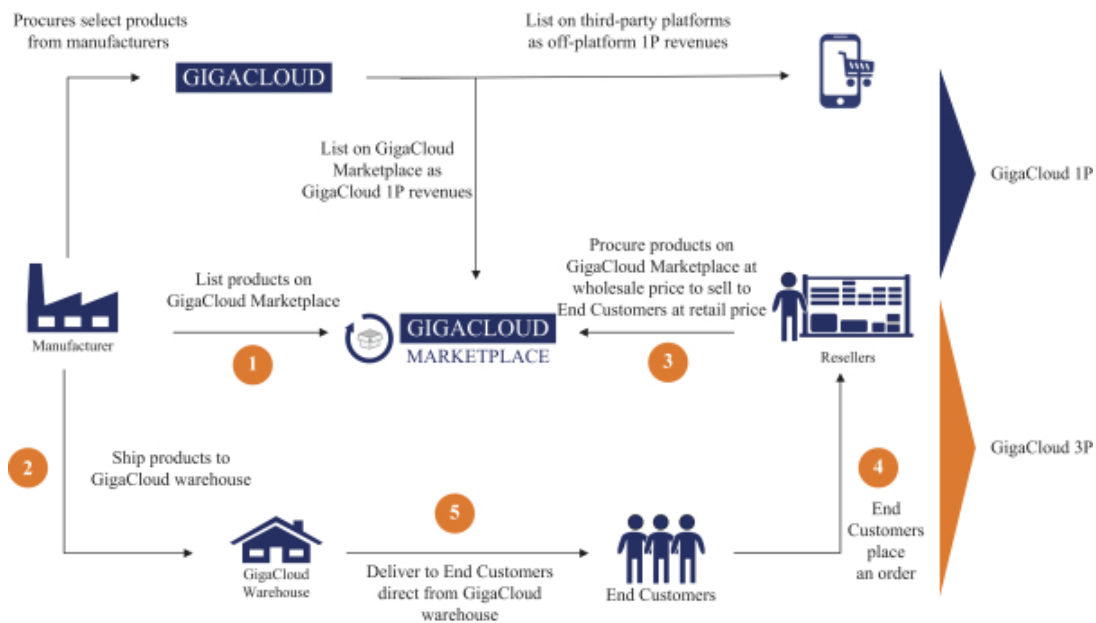 Procures select products
from manufacturers
List on third-party platforms
as off-platform 1P revenues
GIGACLOUD
List on GigaCloud
Marketplace as
GigaCloud 1P revenues
GigaCloud 1P
List products on
GigaCloud Marketplace
Procure products on
GigaCloud Marketplace at
wholesale price to sell to
End Customers at retail price
Manufacturer
GIGACLOUD
MARKETPLACE
Resellers
1
3
2
Ship products to
GigaCloud warehouse
4
End
Customers
place
an order
GigaCloud 3P
5
GigaCloud
Warehouse
Deliver to End Customers
direct from GigaCloud
warehouse
End Customers